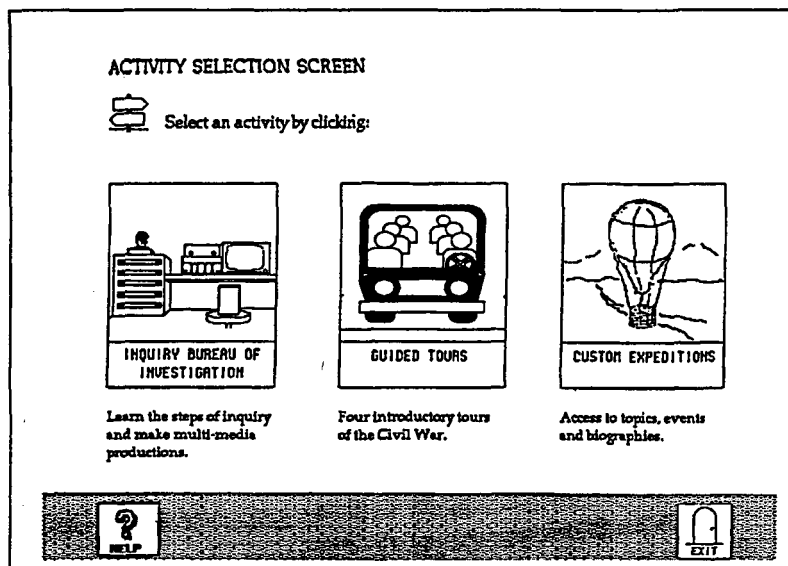 ACTIVITY SELECTION SCREEN
Select an activity by clicking:
INQUIRY BUREAU OF
INVESTIGATION
GUIDED TOURS
CUSTOM EXPEDITIONS
Learn the steps of inquiry
and make multi-media
productions.
Four introductory tours
of the Civil War.
Access to topics, events
and biographies.
HELP
EXIT